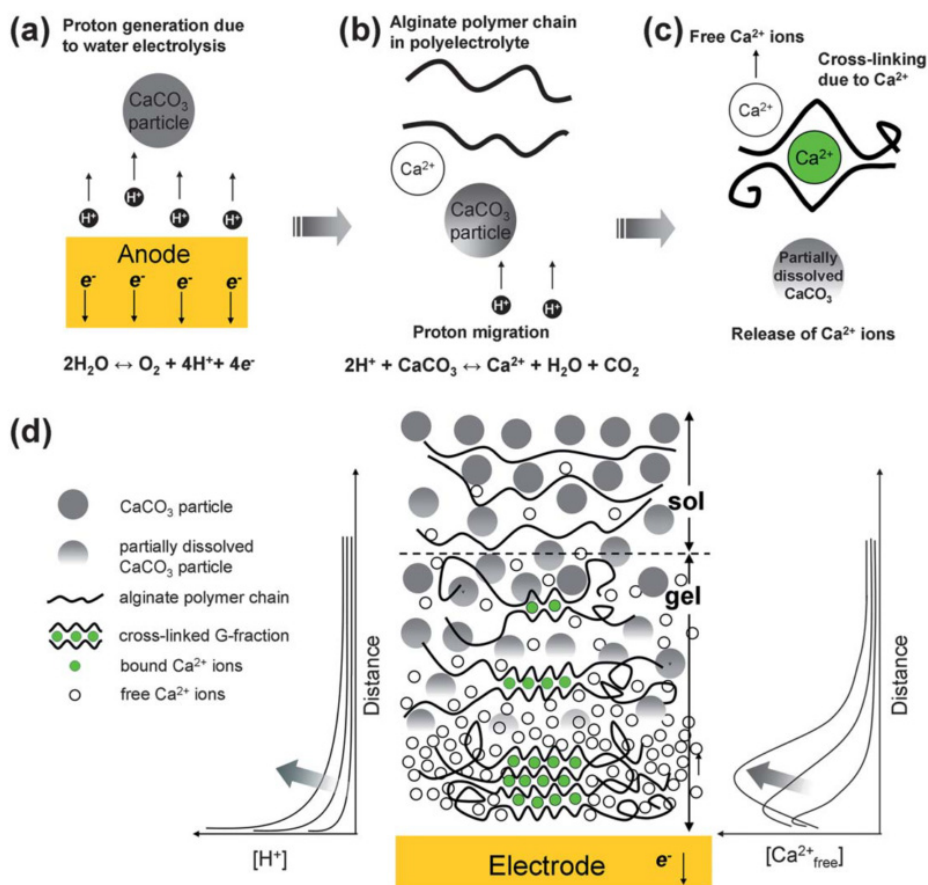 (a)
Proton generation due
to water electrolysis
CaCO₃
particle
H⁺ H⁺ H⁺ H⁺
Anode
e⁻ e⁻ e⁻ e⁻
2H₂O ↔ O₂ + 4H⁺+ 4e⁻
(b)
Alginate polymer chain
in polyelectrolyte
Ca²⁺
CaCO₃
particle
H⁺ H⁺
Proton migration
2H⁺ + CaCO₃ ↔ Ca²⁺ + H₂O + CO₂
(c)
Free Ca²⁺ ions
Ca²⁺
Cross-linking
due to Ca²⁺
Ca²⁺
Partially
dissolved
CaCO₃
Release of Ca²⁺ ions
(d)
CaCO₃ particle
partially dissolved
CaCO₃ particle
alginate polymer chain
cross-linked G-fraction
bound Ca²⁺ ions
free Ca²⁺ ions
Distance
[H⁺]
sol
gel
Electrode e⁻
Distance
[Ca²⁺free]